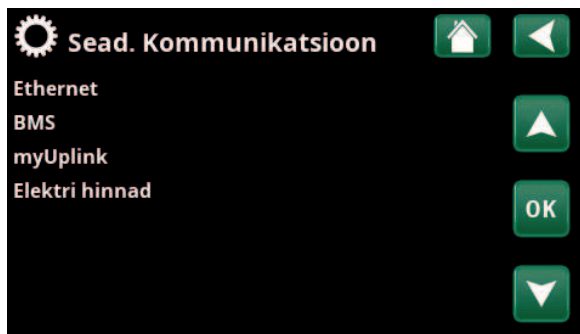 Sead. Kommunikatsioon
Ethernet
BMS
myUplink
Elektri hinnad
OK